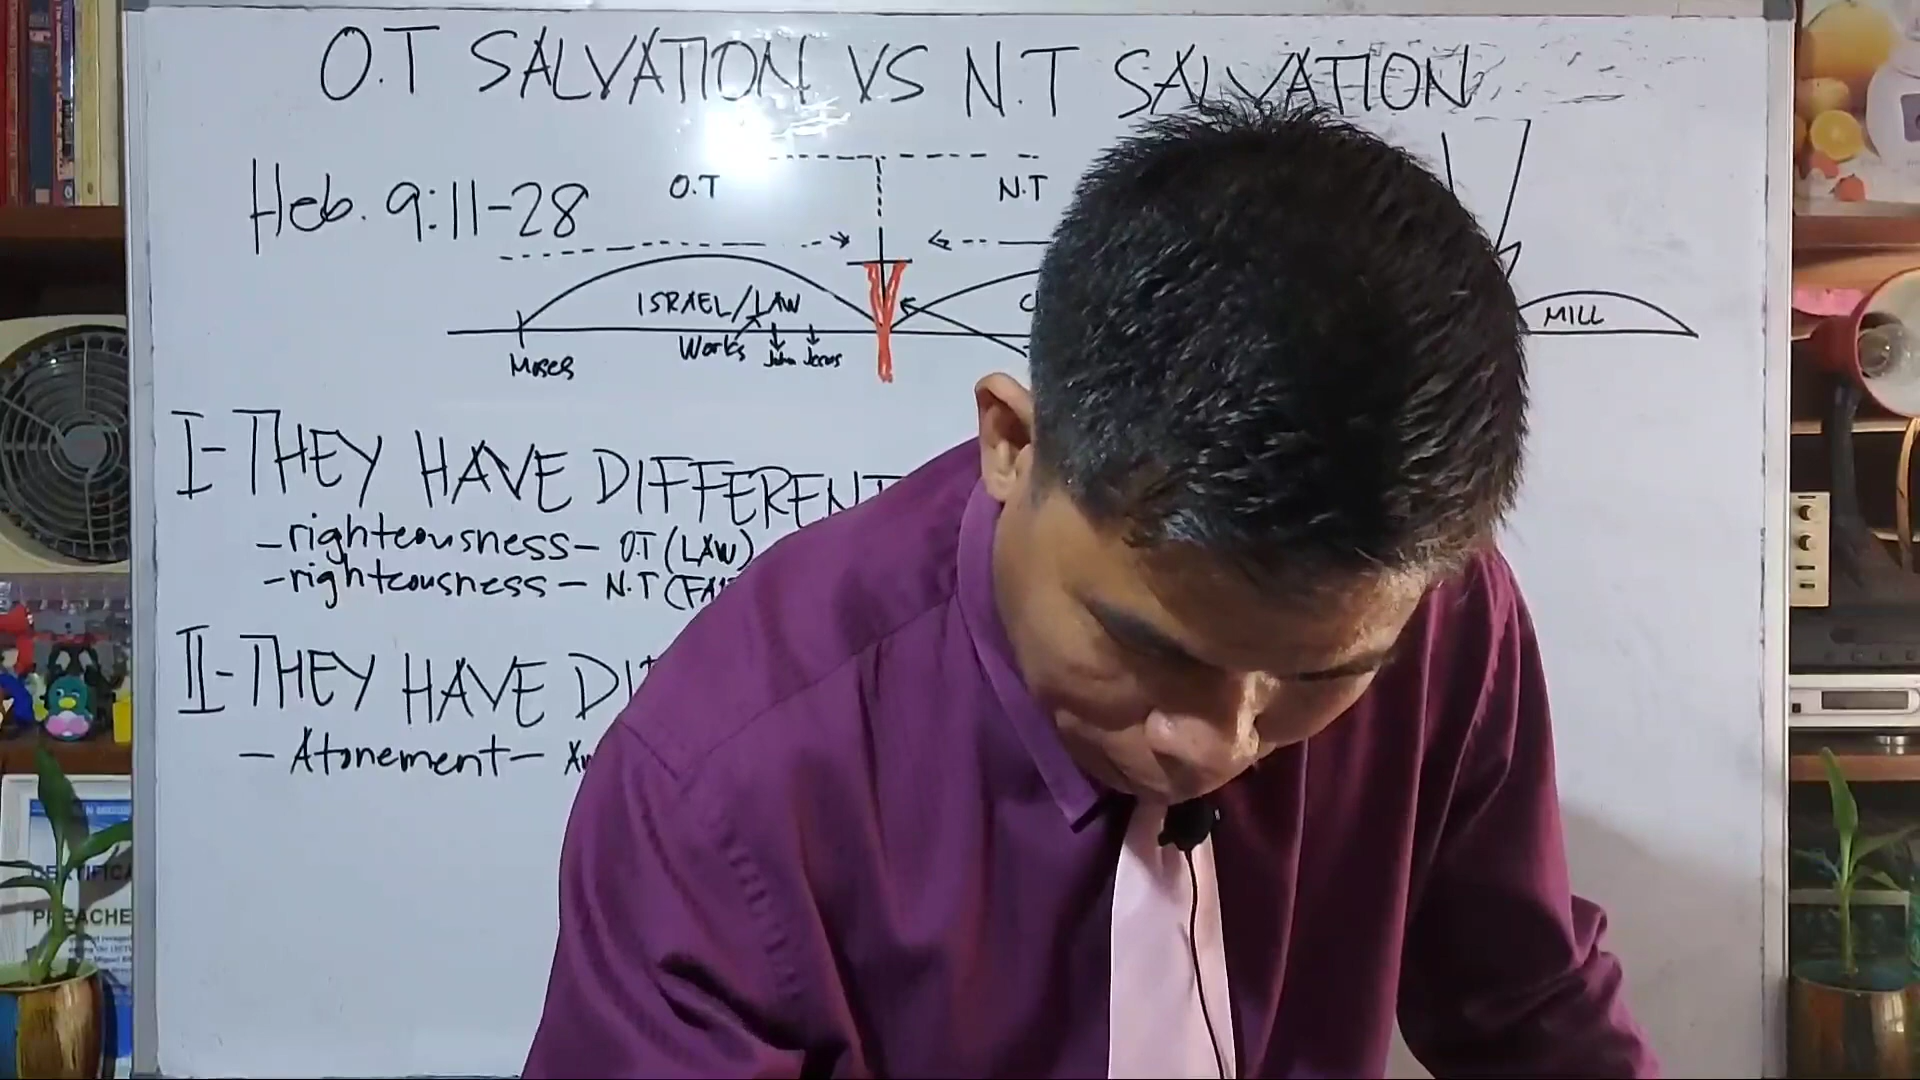 O.T SALVATION VS N.T SALVATION
Heb. 9:11-28
O.T
N.T
ISRAEL/LAW
MILL
Moses
Works
John
Jesus
I-THEY HAVE DIFFERENT
-righteousness- O.T (LAW)
-righteousness- N.T
II-THEY HAVE
- Atonement-